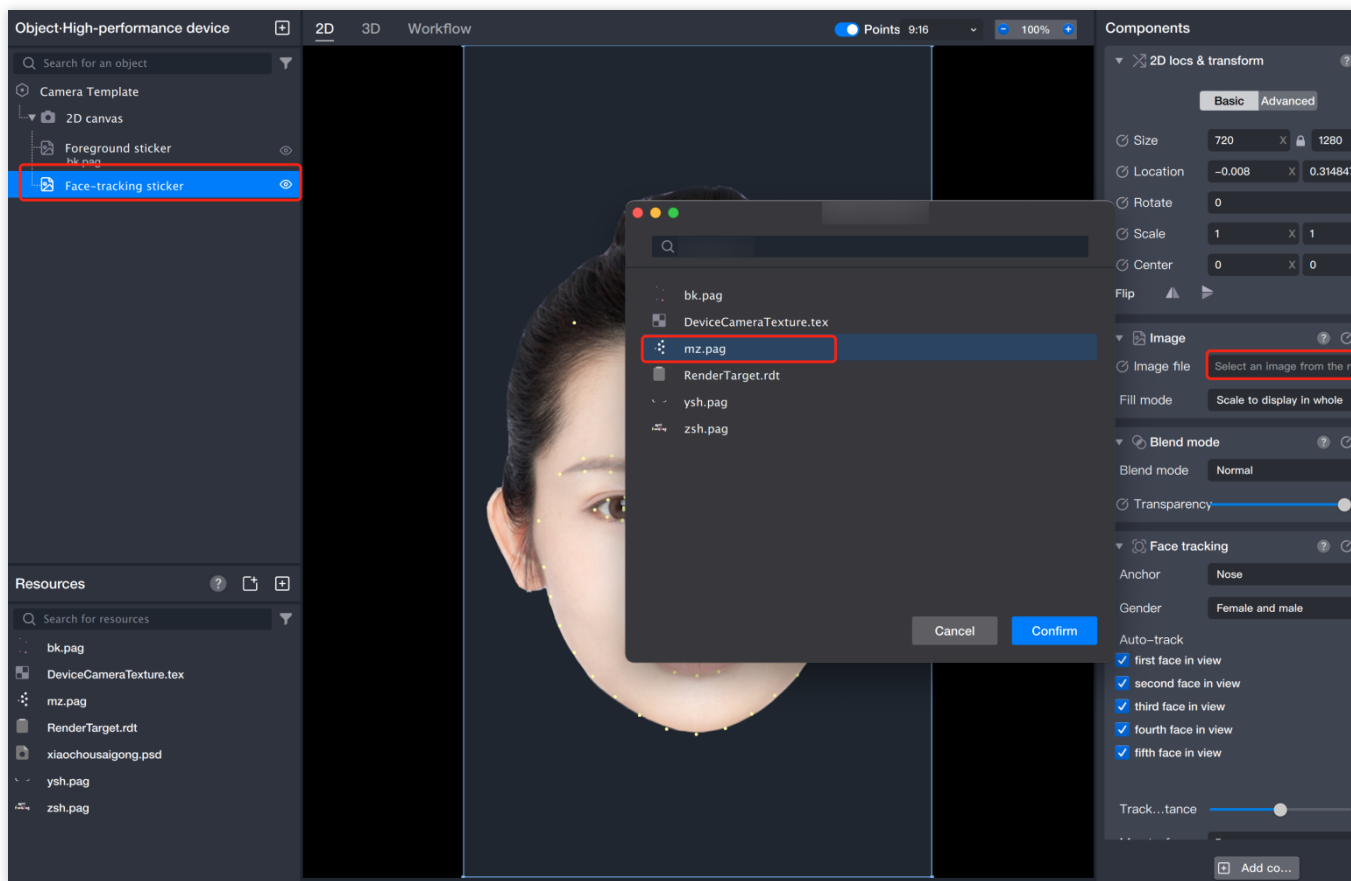 Object·High-performance device
Search for an object
Camera Template
2D canvas
Foreground sticker
bk.pag
Face-tracking sticker
Resources
?
Search for resources
bk.pag
DeviceCameraTexture.tex
mz.pag
RenderTarget.rdt
xiaochousaigong.psd
ysh.pag
zsh.pag
2D 3D Workflow
Points 9:16
100%
bk.pag
DeviceCameraTexture.tex
mz.pag
RenderTarget.rdt
ysh.pag
zsh.pag
Cancel Confirm
Components
2D locs & transform ?
Basic Advanced
Size 720 X 1280
Location -0.008 X 0.31484
Rotate 0
Scale 1 X 1
Center 0 X 0
Flip
Image ?
Image file Select an image from the r
Fill mode Scale to display in whole
Blend mode ?
Blend mode Normal
Transparency
Face tracking ?
Anchor Nose
Gender Female and male
Auto-track
first face in view
second face in view
third face in view
fourth face in view
fifth face in view
Track...tance
Add co...